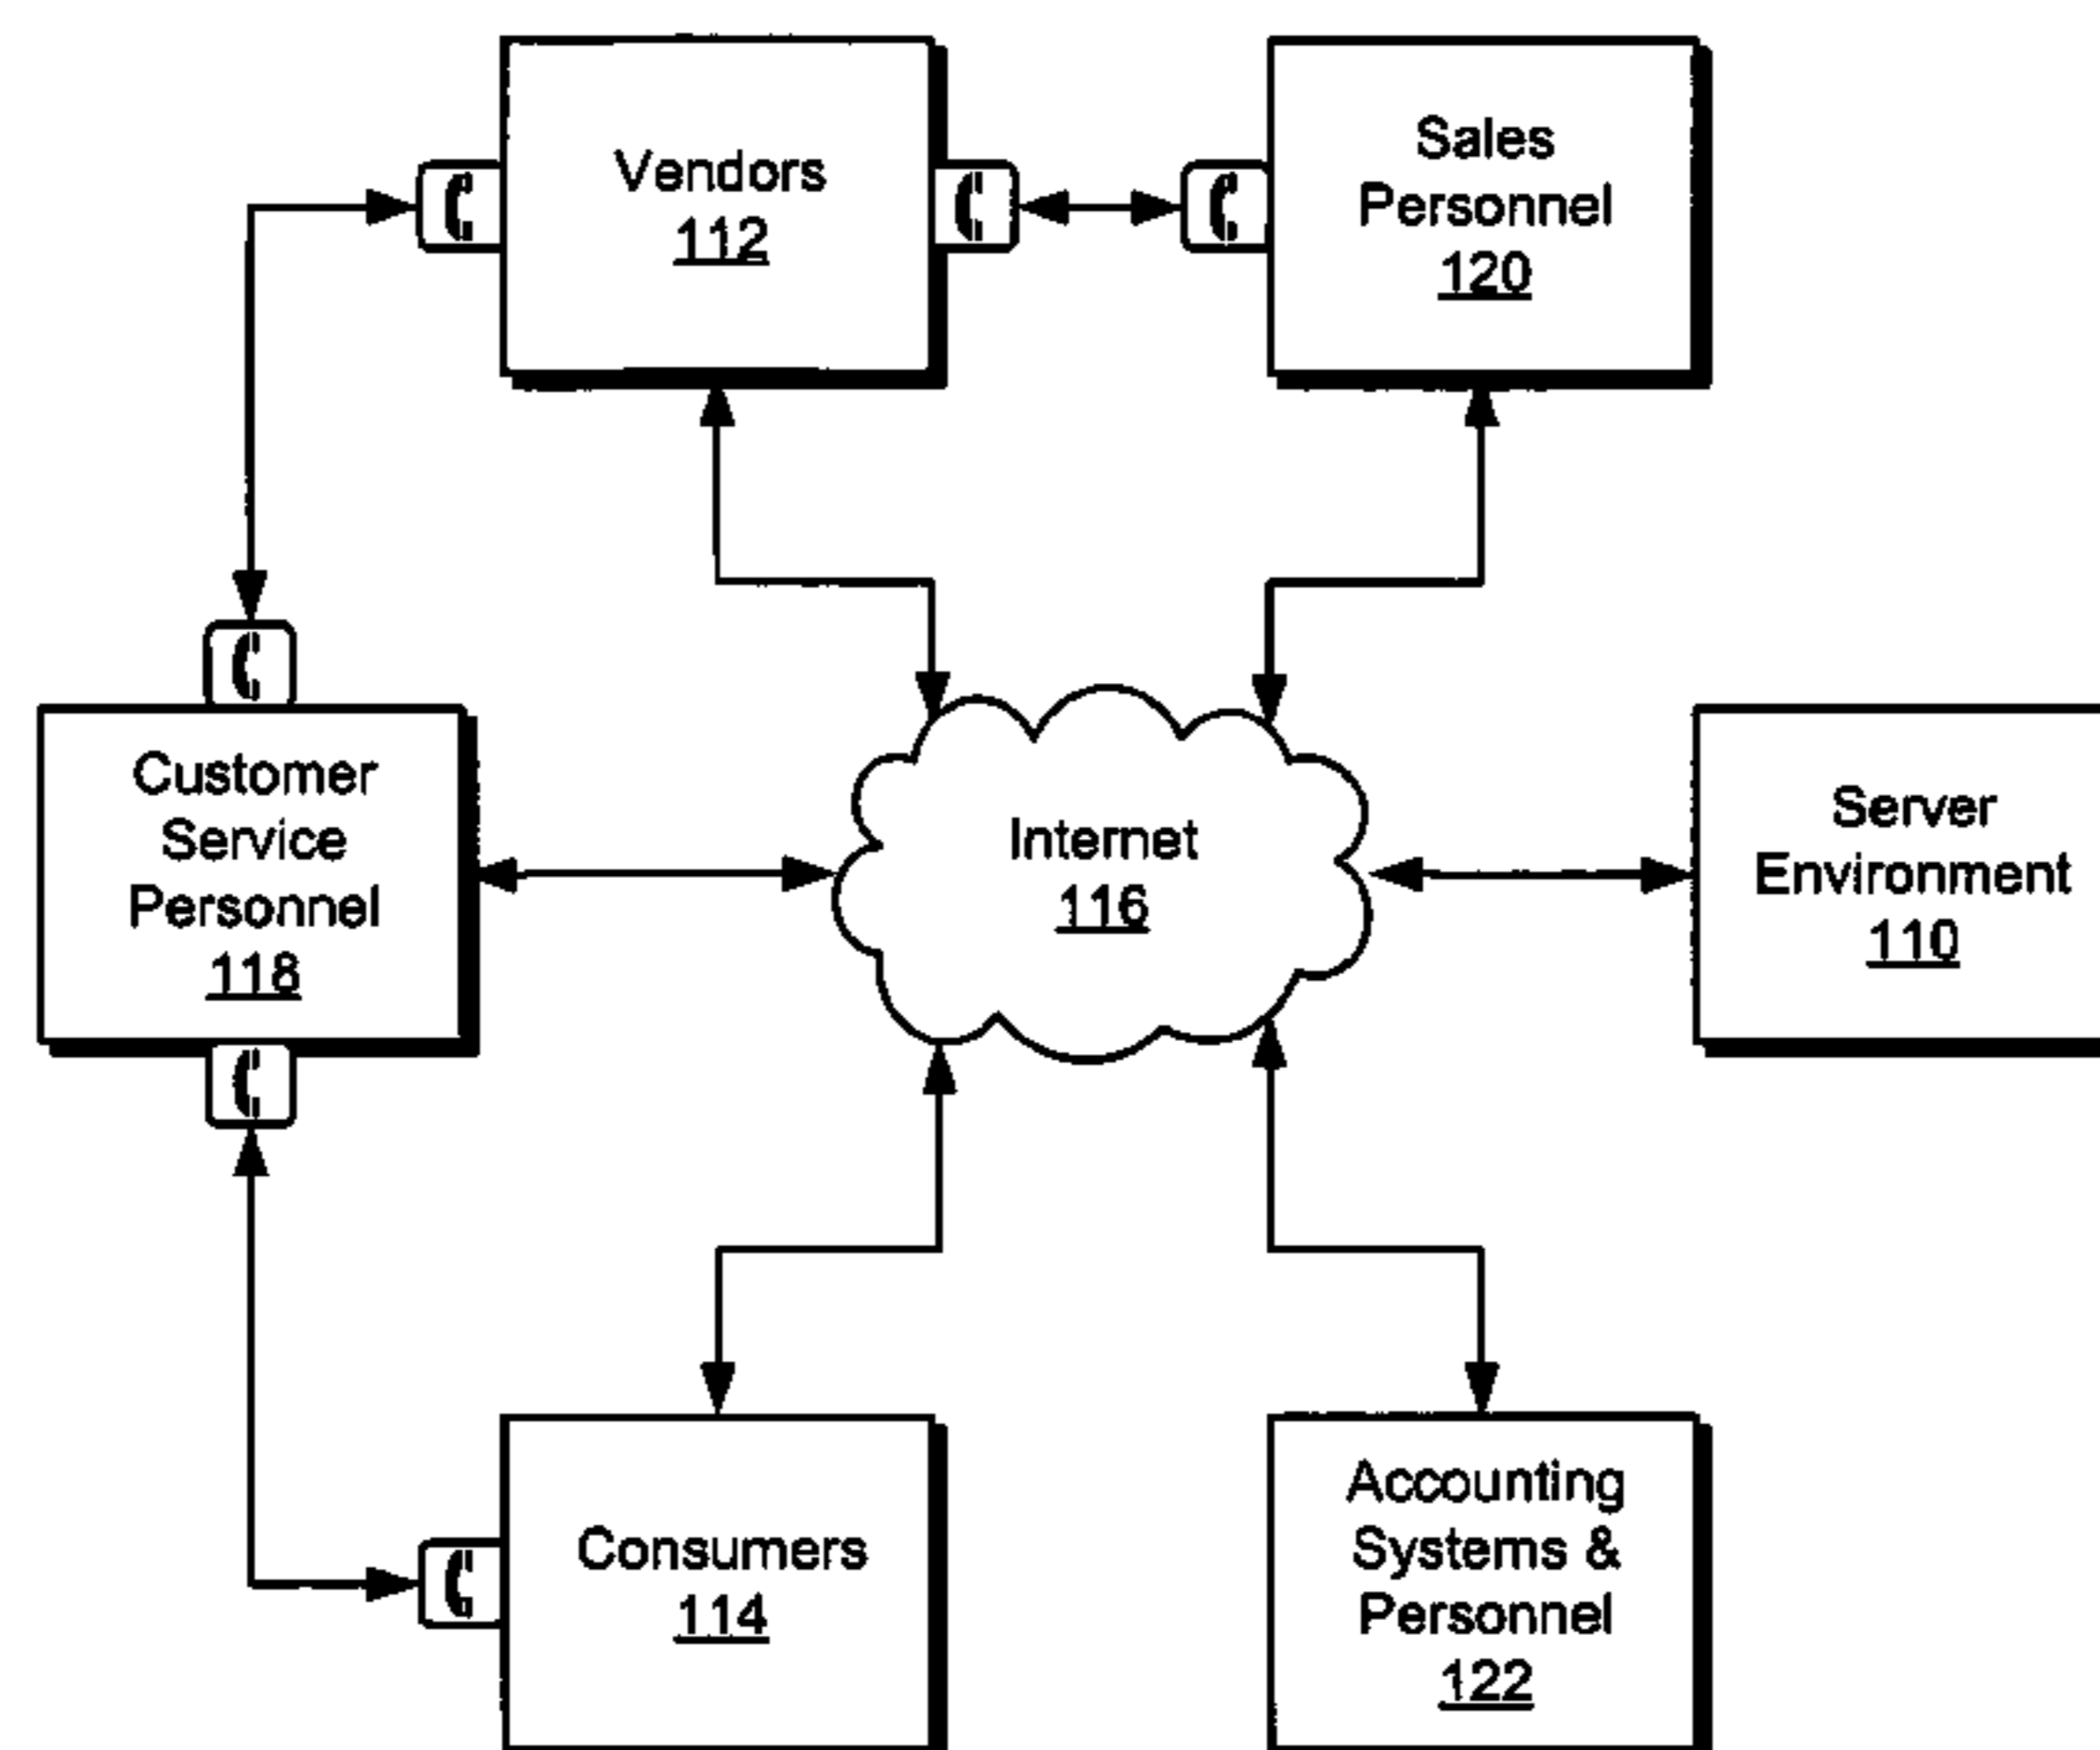 Vendors
112
Sales
Personnel
120
Customer
Service
Personnel
118
Internet
116
Server
Environment
110
Consumers
114
Accounting
Systems &
Personnel
122